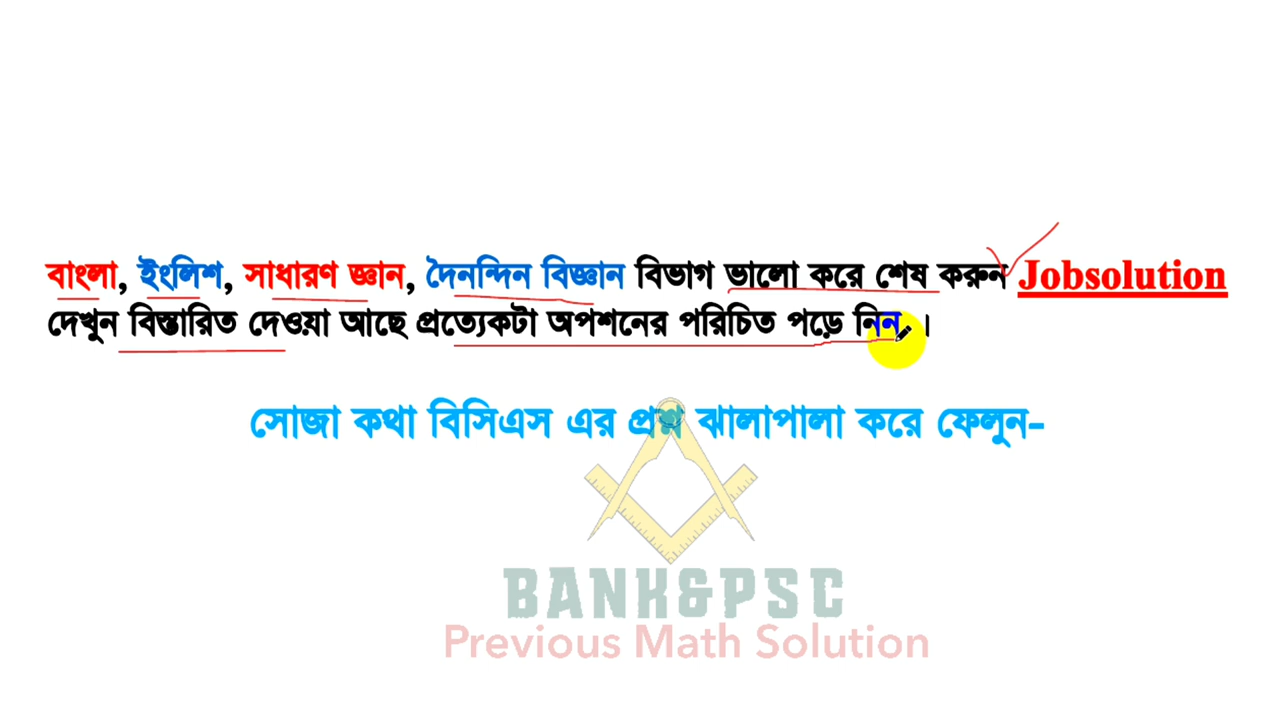 বাংলা, ইংলিশ, সাধারণ জ্ঞান, দৈনন্দিন বিজ্ঞান বিভাগ ভালো করে শেষ করুন Jobsolution
দেখুন বিস্তারিত দেওয়া আছে প্রত্যেকটা অপশনের পরিচিত পড়ে নিন।
সোজা কথা বিসিএস এর প্রশ্ন ঝালাপালা করে ফেলুন-
BANK&PSC
Previous Math Solution